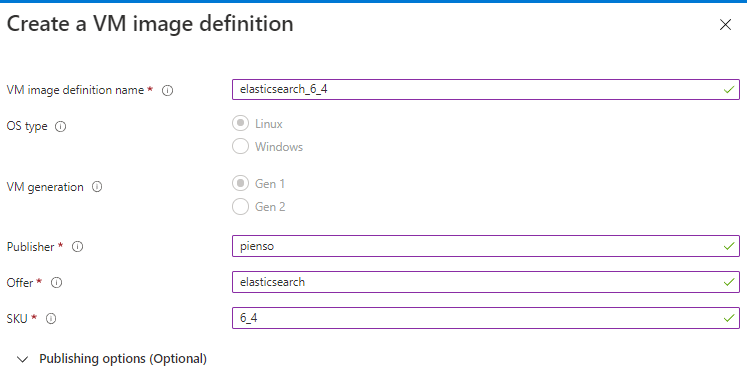 Create a VM image definition
VM image definition name * elasticsearch_6_4
OS type Linux
Windows
VM generation Gen 1
Gen 2
Publisher * pienso
Offer * elasticsearch
SKU * 6_4
Publishing options (Optional)